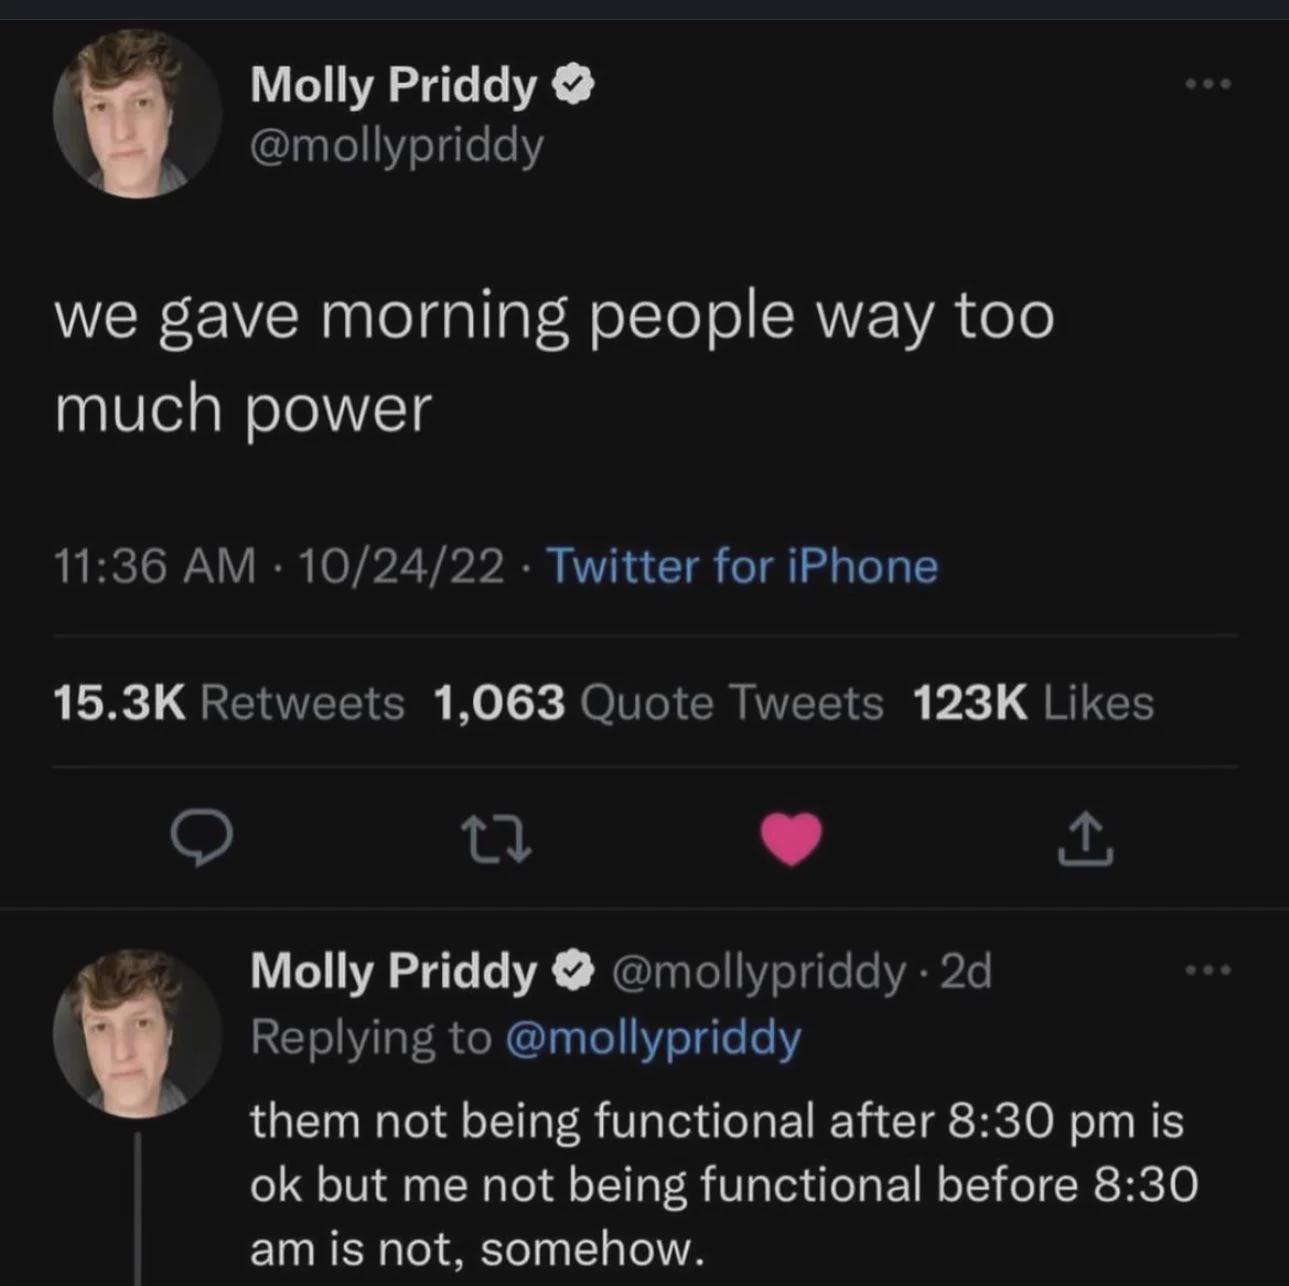 Molly Priddy
@mollypriddy
we gave morning people way too
much power
11:36 AM · 10/24/22 · Twitter for iPhone
15.3K Retweets 1,063 Quote Tweets 123K Likes
Molly Priddy @mollypriddy · 2d
Replying to @mollypriddy
them not being functional after 8:30 pm is
ok but me not being functional before 8:30
am is not, somehow.